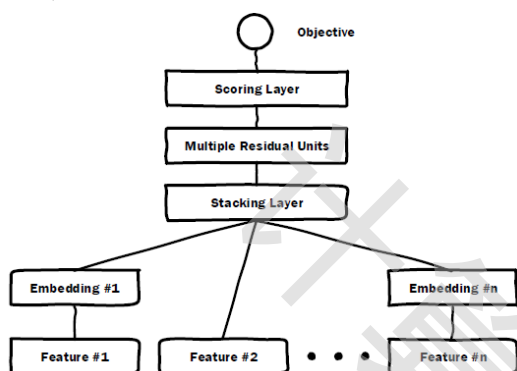 Objective
Scoring Layer
Multiple Residual Units
Stacking Layer
Embedding #1
Embedding #n
Feature #1
Feature #2
Feature #n